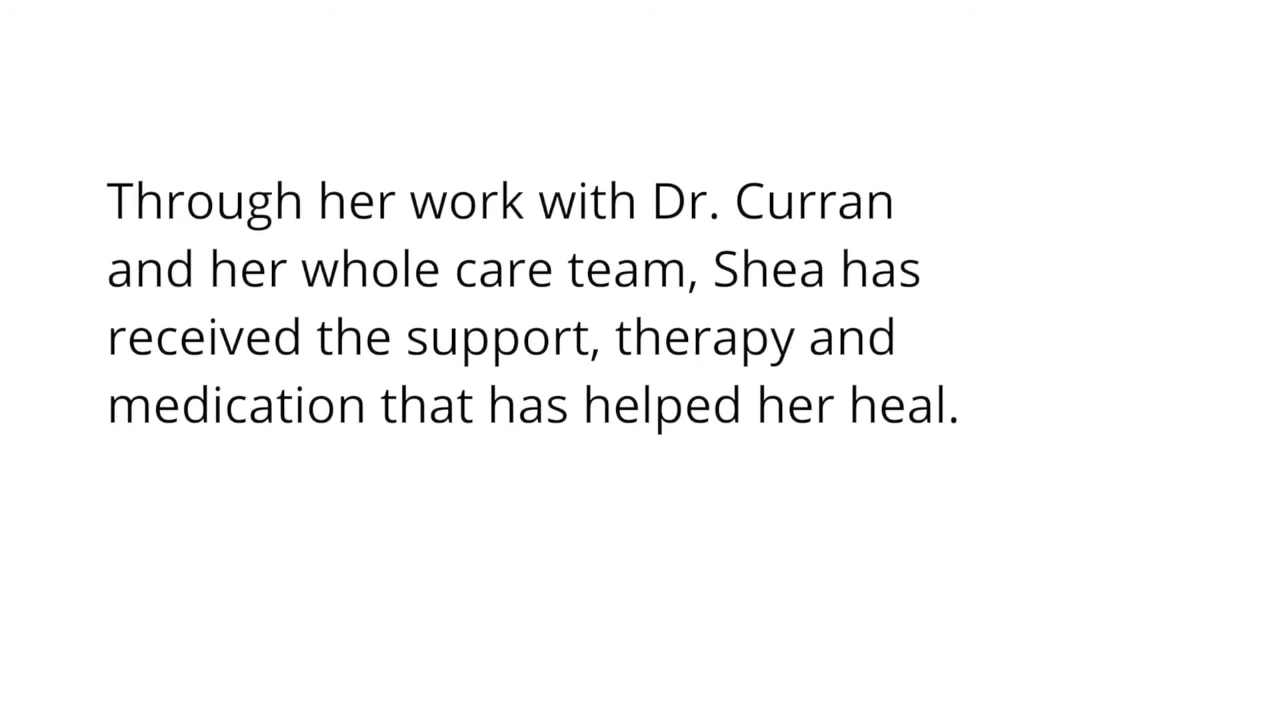 Through her work with Dr. Curran
and her whole care team, Shea has
received the support, therapy and
medication that has helped her heal.